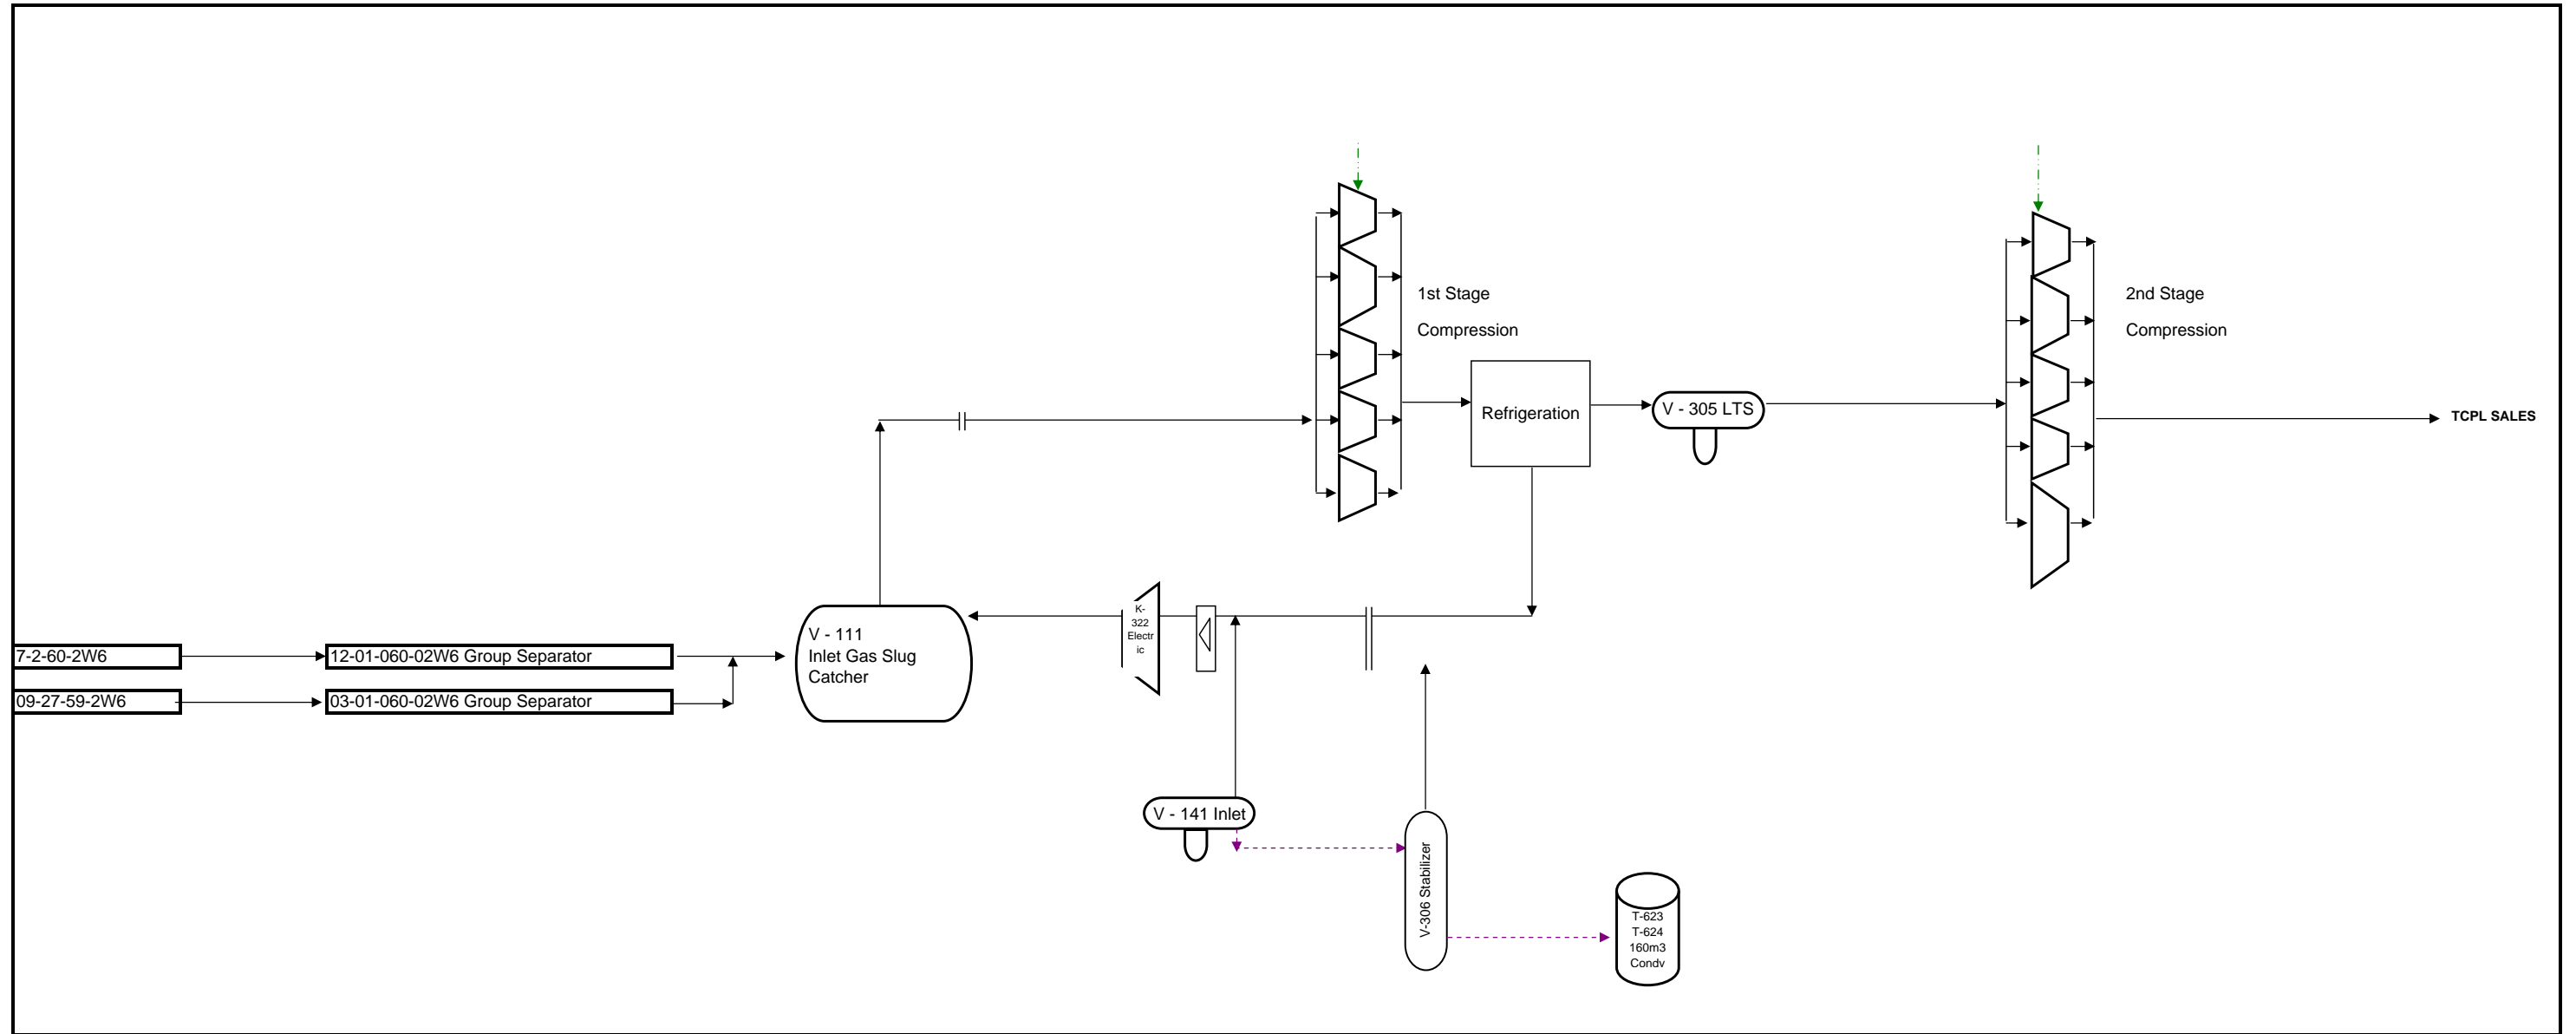 1st Stage
Compression
2nd Stage
Compression
Refrigeration
V - 305 LTS
TCPL SALES
K-
322
Electr
ic
V - 111
Inlet Gas Slug
Catcher
7-2-60-2W6
12-01-060-02W6 Group Separator
09-27-59-2W6
03-01-060-02W6 Group Separator
V - 141 Inlet
V-306 Stabilizer
T-623
T-624
160m3
Condv